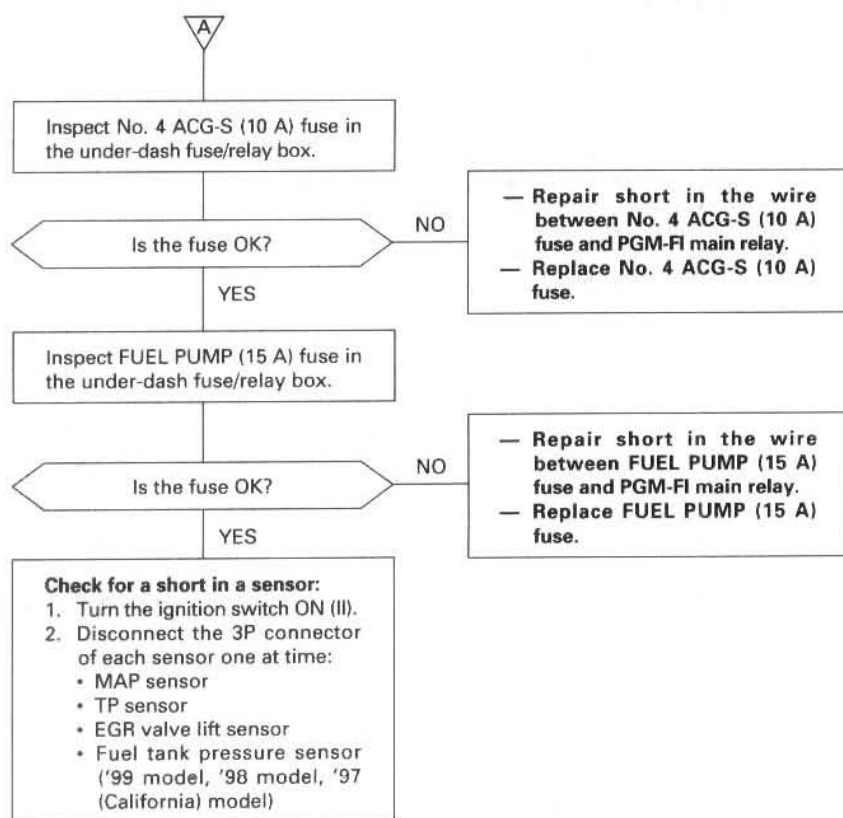 A
Inspect No. 4 ACG-S (10 A) fuse in
the under-dash fuse/relay box.
Is the fuse OK?
NO
— Repair short in the wire
between No. 4 ACG-S (10 A)
fuse and PGM-FI main relay.
— Replace No. 4 ACG-S (10 A)
fuse.
YES
Inspect FUEL PUMP (15 A) fuse in
the under-dash fuse/relay box.
Is the fuse OK?
NO
— Repair short in the wire
between FUEL PUMP (15 A)
fuse and PGM-FI main relay.
— Replace FUEL PUMP (15 A)
fuse.
YES
Check for a short in a sensor:
1. Turn the ignition switch ON (II).
2. Disconnect the 3P connector
of each sensor one at time:
• MAP sensor
• TP sensor
• EGR valve lift sensor
• Fuel tank pressure sensor
('99 model, '98 model, '97
(California) model)